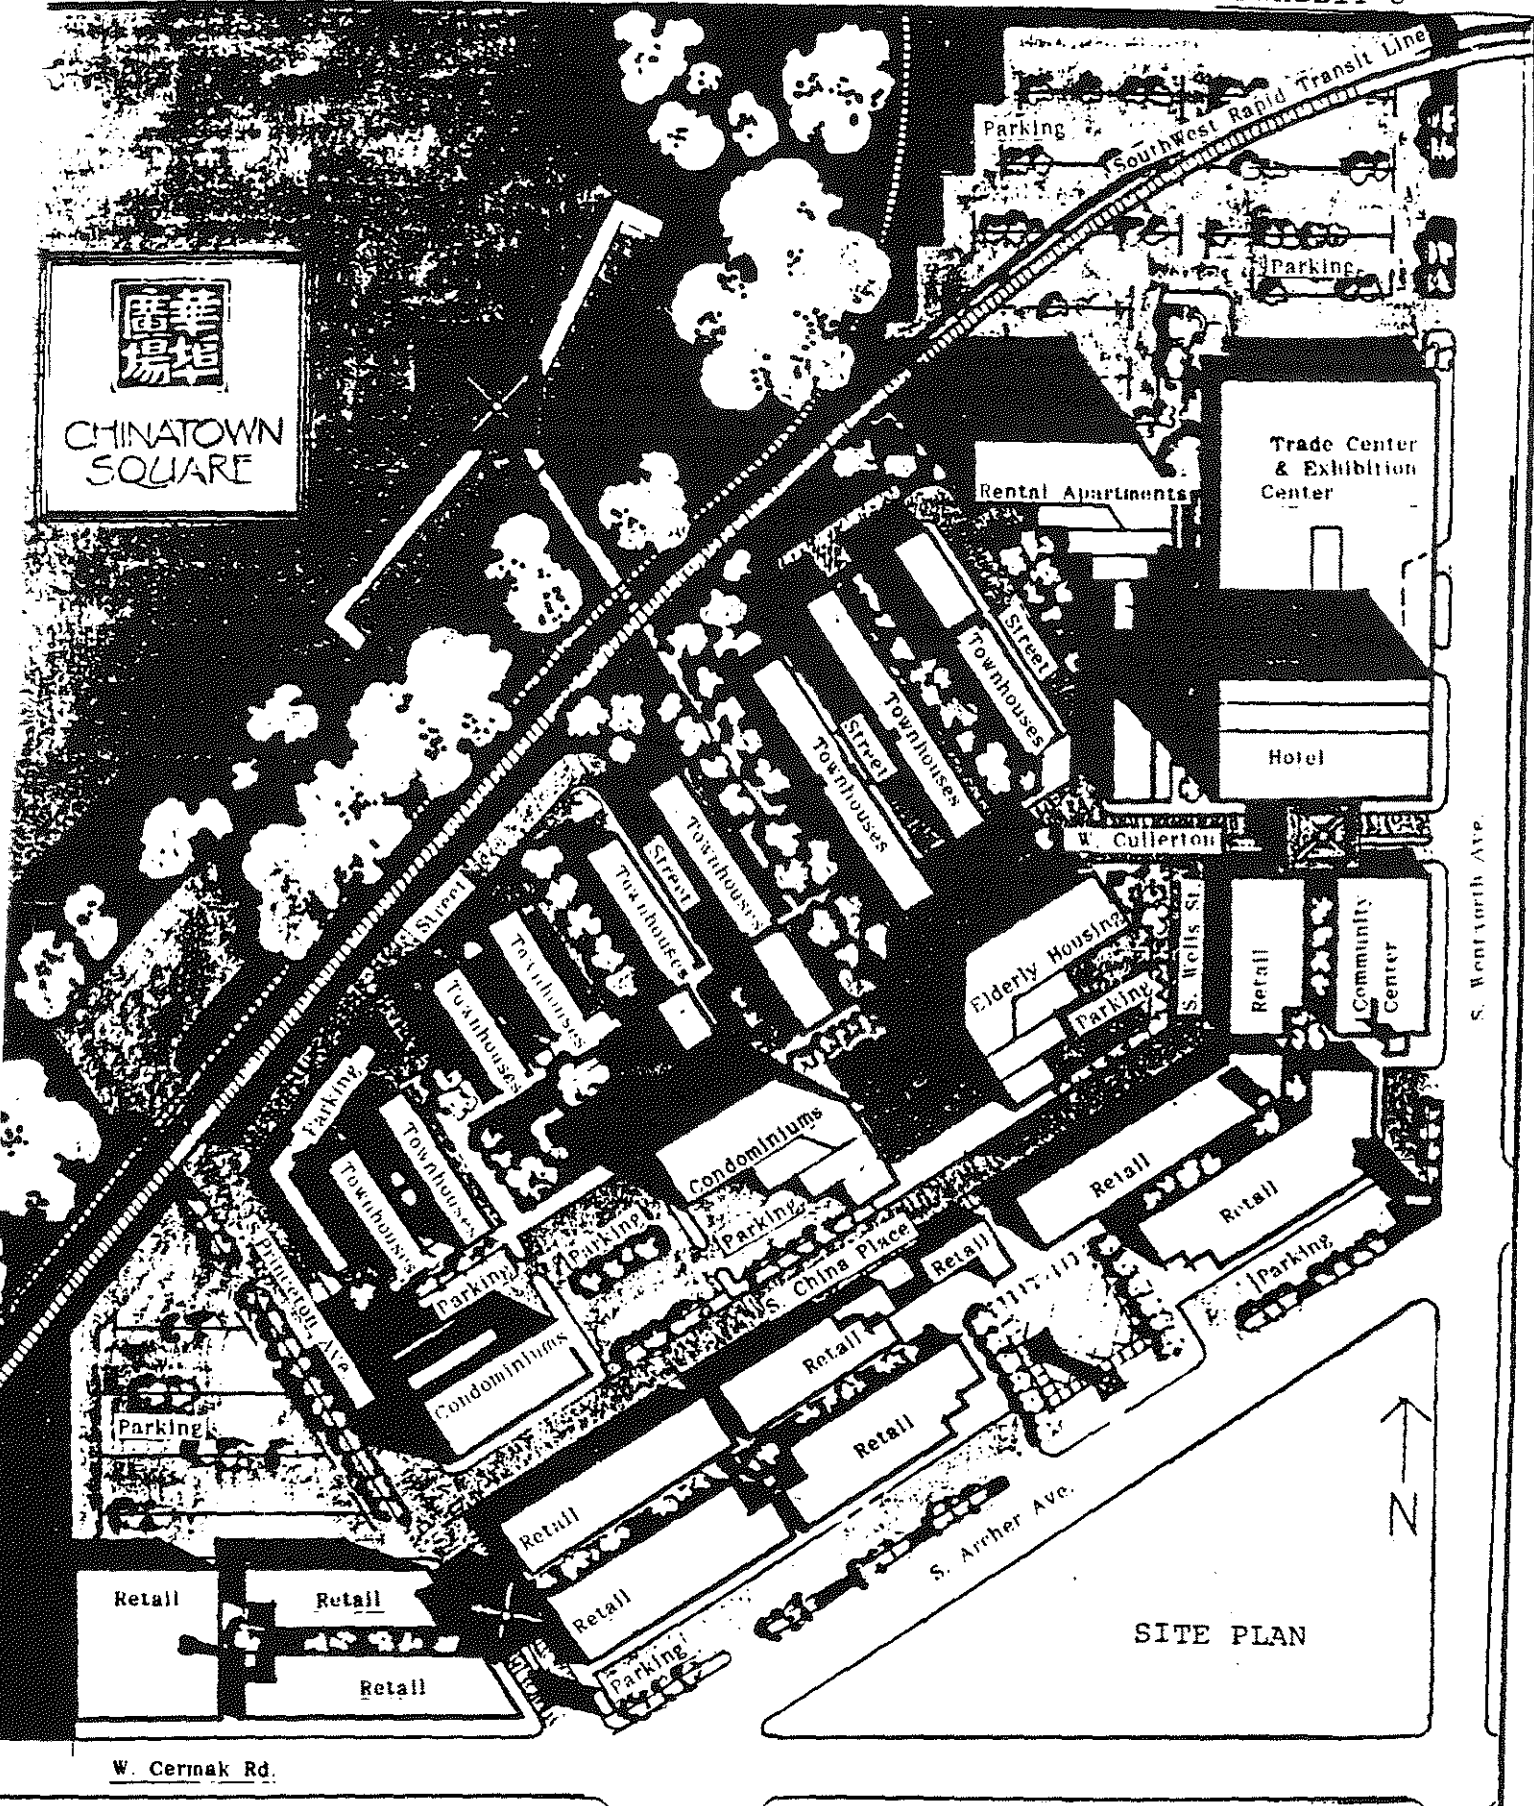 Southwest Rapid Transit Line
Parking
Parking
廣華
場埠
CHINATOWN
SQUARE
Trade Center
& Exhibition
Center
Rental Apartments
Street
Townhouses
Townhouses
Street
Townhouses
Hotel
W. Cullerton
S. Wentworth Ave.
Townhouses
Street
Townhouses
Street
Townhouses
Townhouses
Elderly Housing
Parking
S. Wells St.
Retail
Community
Center
Parking
Townhouses
Townhouses
Condominiums
Parking
Parking
Parking
S. China Place
Retail
Retail
Retail
Parking
S. Princeton Ave.
Condominiums
Retail
Retail
Parking
Retail
S. Archer Ave.
N
Retail
Retail
Retail
Parking
SITE PLAN
Retail
W. Cermak Rd.